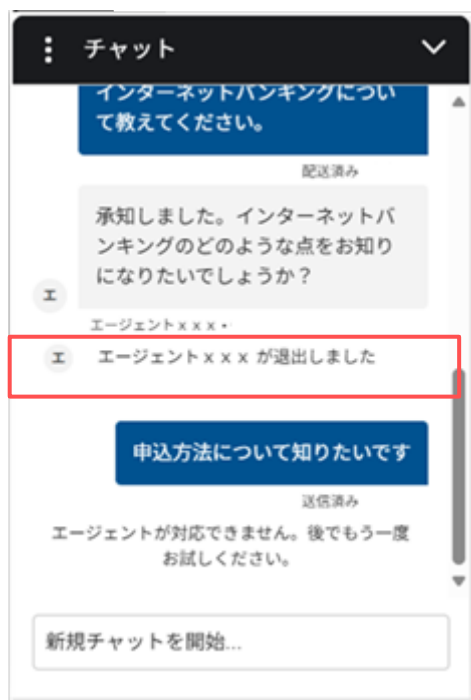 チャット
インターネットバンキングについ
て教えてください。
配送済み
承知しました。インターネットバ
ンキングのどのような点をお知り
になりたいでしょうか？
エ
エージェントｘｘｘ•
エ エージェントｘｘｘ が退出しました
申込方法について知りたいです
送信済み
エージェントが対応できません。後でもう一度
お試しください。
新規チャットを開始...